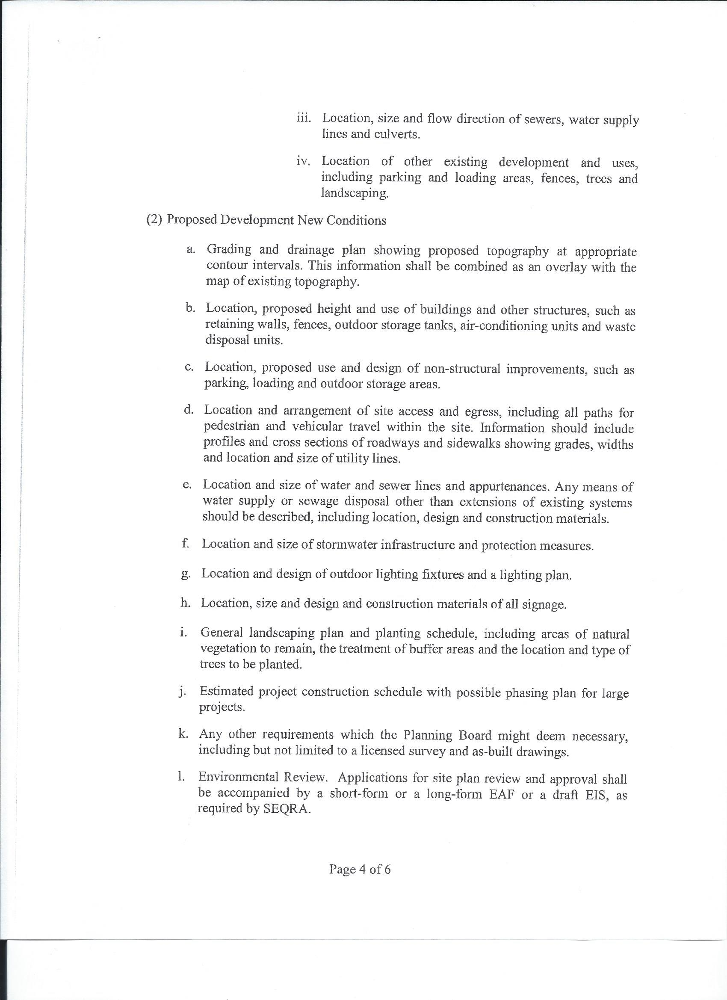 iii. Location, size and flow direction of sewers, water supply
lines and culverts.
iv. Location of other existing development and uses,
including parking and loading areas, fences, trees and
landscaping.
(2) Proposed Development New Conditions
a. Grading and drainage plan showing proposed topography at appropriate
contour intervals. This information shall be combined as an overlay with the
map of existing topography.
b. Location, proposed height and use of buildings and other structures, such as
retaining walls, fences, outdoor storage tanks, air-conditioning units and waste
disposal units.
c. Location, proposed use and design of non-structural improvements, such as
parking, loading and outdoor storage areas.
d. Location and arrangement of site access and egress, including all paths for
pedestrian and vehicular travel within the site. Information should include
profiles and cross sections of roadways and sidewalks showing grades, widths
and location and size of utility lines.
e. Location and size of water and sewer lines and appurtenances. Any means of
water supply or sewage disposal other than extensions of existing systems
should be described, including location, design and construction materials.
f. Location and size of stormwater infrastructure and protection measures.
g. Location and design of outdoor lighting fixtures and a lighting plan.
h. Location, size and design and construction materials of all signage.
i. General landscaping plan and planting schedule, including areas of natural
vegetation to remain, the treatment of buffer areas and the location and type of
trees to be planted.
j. Estimated project construction schedule with possible phasing plan for large
projects.
k. Any other requirements which the Planning Board might deem necessary,
including but not limited to a licensed survey and as-built drawings.
l. Environmental Review. Applications for site plan review and approval shall
be accompanied by a short-form or a long-form EAF or a draft EIS, as
required by SEQRA.
Page 4 of 6